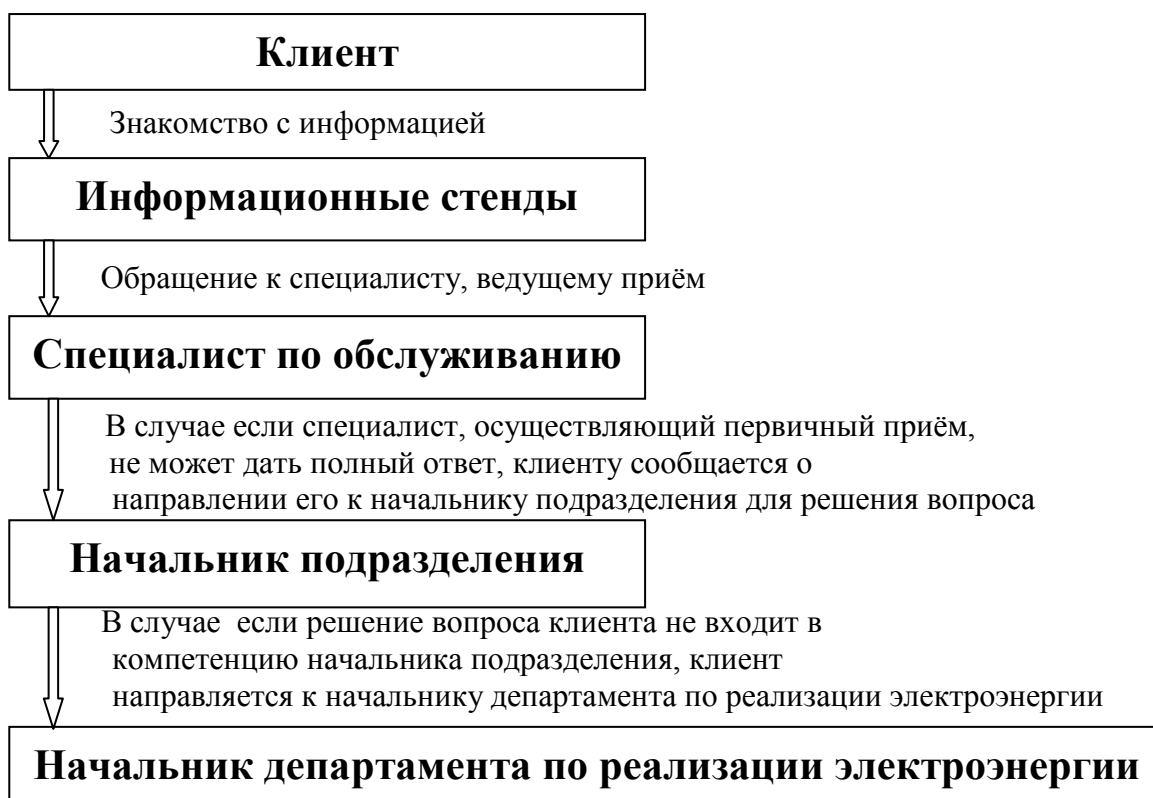 Клиент
Знакомство с информацией
Информационные стенды
Обращение к специалисту, ведущему приём
Специалист по обслуживанию
В случае если специалист, осуществляющий первичный приём,
не может дать полный ответ, клиенту сообщается о
направлении его к начальнику подразделения для решения вопроса
Начальник подразделения
В случае если решение вопроса клиента не входит в
компетенцию начальника подразделения, клиент
направляется к начальнику департамента по реализации электроэнергии
Начальник департамента по реализации электроэнергии